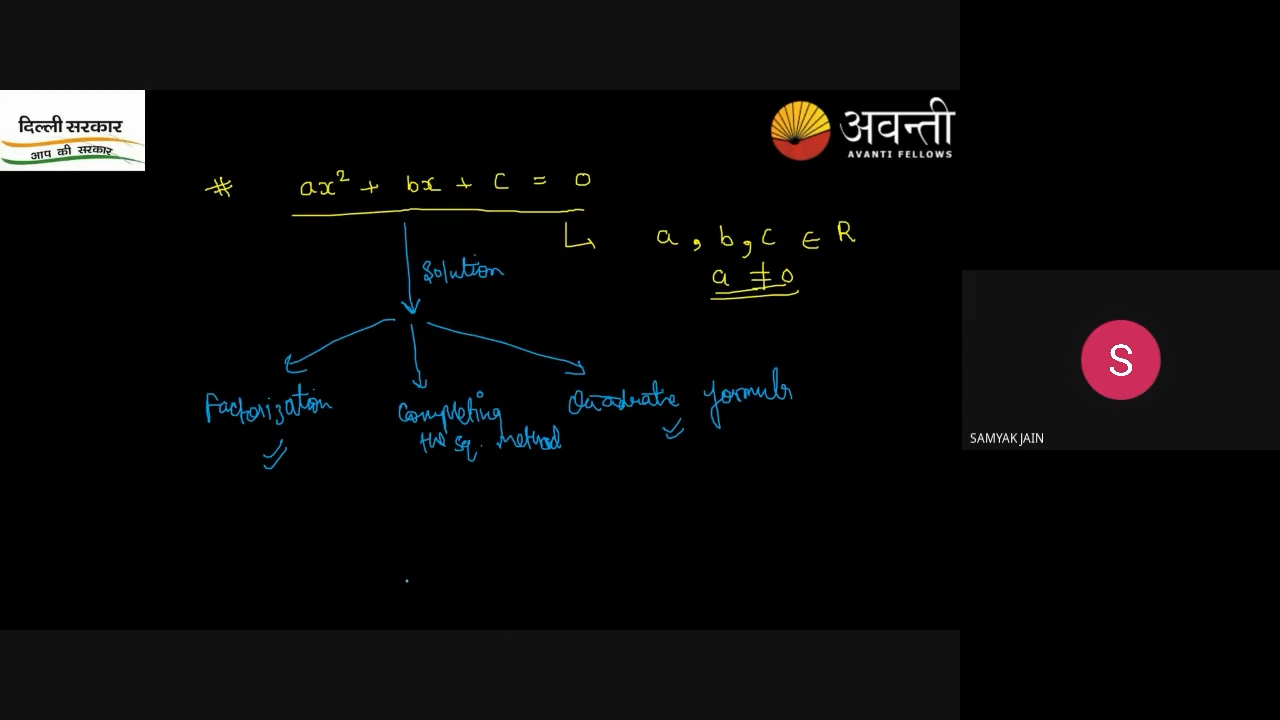 दिल्ली सरकार
आप की सरकार
अवन्ती
AVANTI FELLOWS
# ax² + bx + c = 0
a, b, c ∈ R
a ≠ 0
Solution
Factorization
Completing
the sq. method
Quadratic formula
S
SAMYAK JAIN